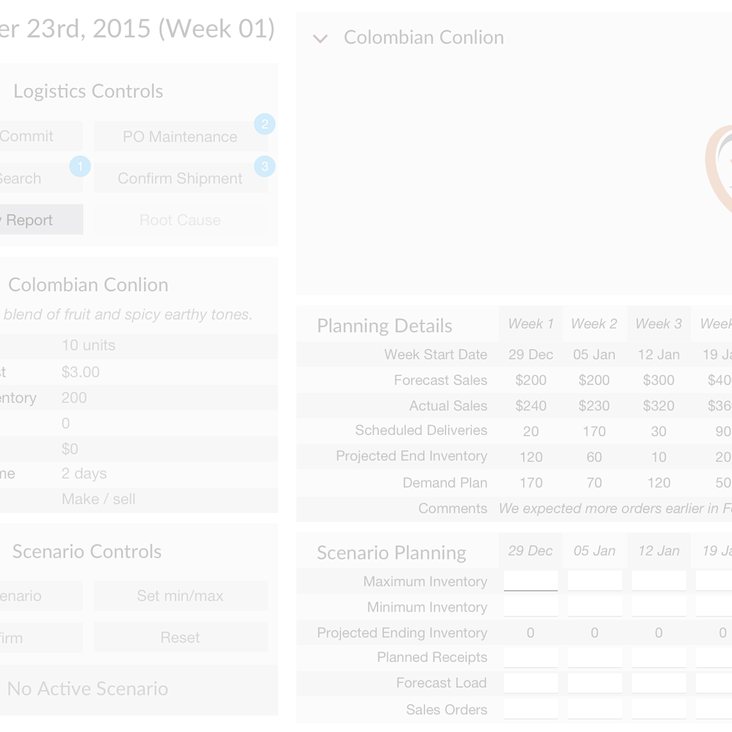 er 23rd, 2015 (Week 01)
Logistics Controls
Commit
PO Maintenance
2
Search
1
Confirm Shipment
3
Report
Root Cause
Colombian Conlion
blend of fruit and spicy earthy tones.
10 units
$3.00
entory 200
0
$0
me 2 days
Make / sell
Scenario Controls
enario
Set min/max
firm
Reset
No Active Scenario
Colombian Conlion
Planning Details Week 1 Week 2 Week 3 Week
Week Start Date 29 Dec 05 Jan 12 Jan 19 Ja
Forecast Sales $200 $200 $300 $40
Actual Sales $240 $230 $320 $36
Scheduled Deliveries 20 170 30 90
Projected End Inventory 120 60 10 20
Demand Plan 170 70 120 50
Comments We expected more orders earlier in F
Scenario Planning 29 Dec 05 Jan 12 Jan 19 Ja
Maximum Inventory
Minimum Inventory
Projected Ending Inventory 0 0 0 0
Planned Receipts
Forecast Load
Sales Orders